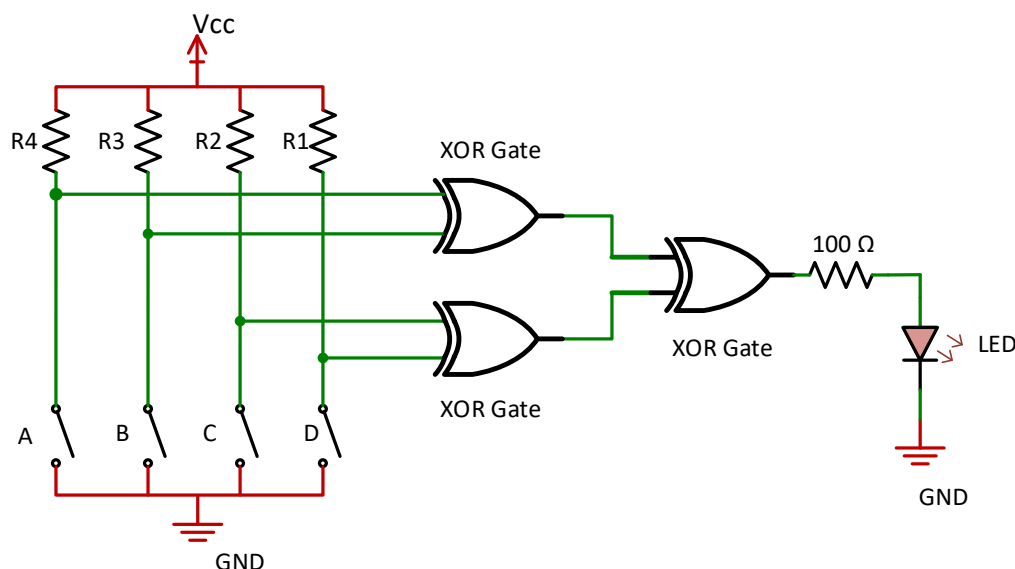 Vcc
R4
R3
R2
R1
XOR Gate
100 Ω
LED
XOR Gate
XOR Gate
A
B
C
D
GND
GND